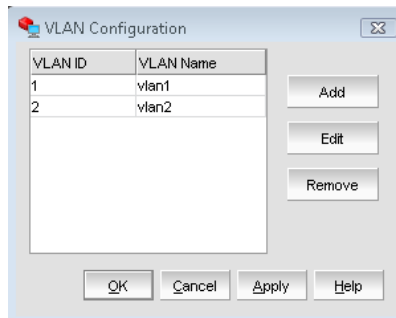 VLAN Configuration
VLAN ID VLAN Name
1 vlan1
2 vlan2
Add
Edit
Remove
OK Cancel Apply Help